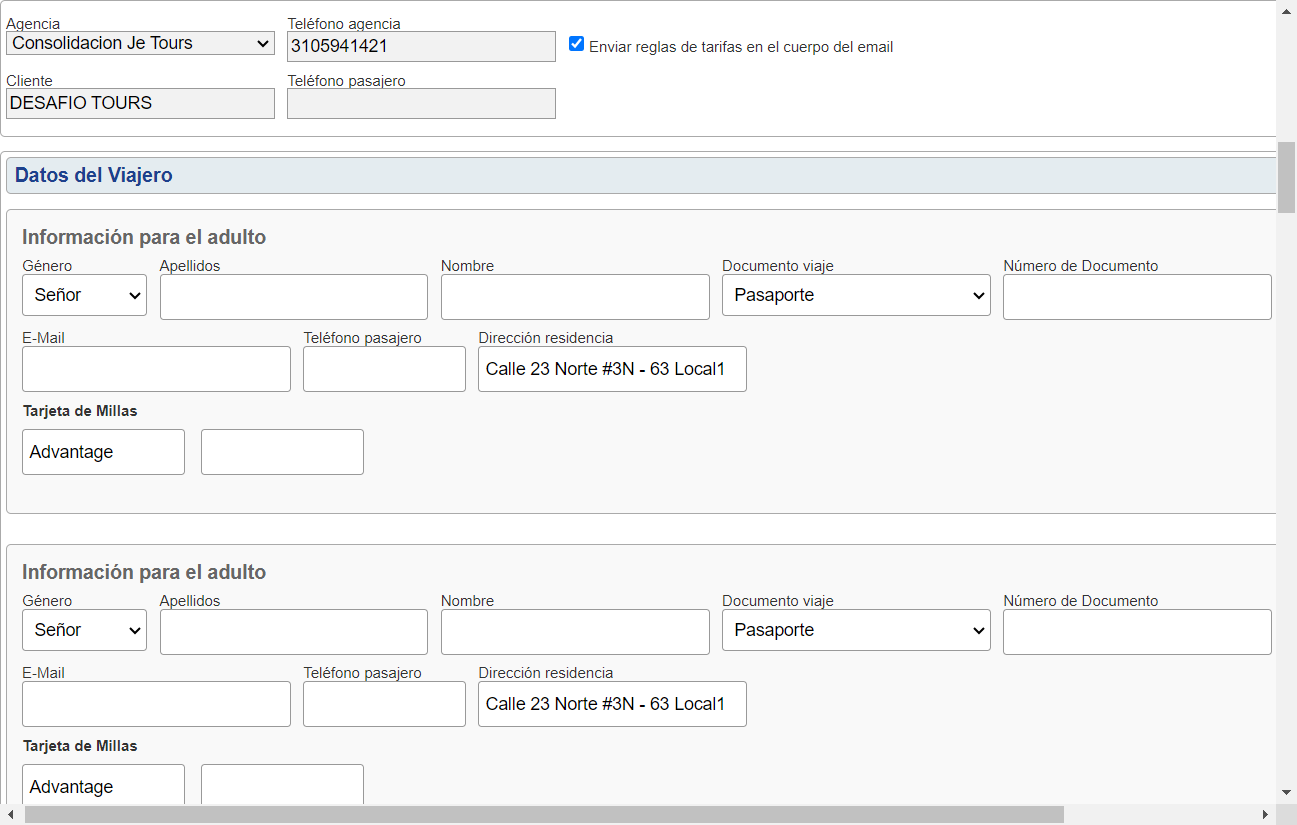 Agencia Teléfono agencia
Consolidacion Je Tours 3105941421 Enviar reglas de tarifas en el cuerpo del email
Cliente Teléfono pasajero
DESAFIO TOURS
Datos del Viajero
Información para el adulto
Género Apellidos Nombre Documento viaje Número de Documento
Señor Pasaporte
E-Mail Teléfono pasajero Dirección residencia
Calle 23 Norte #3N - 63 Local1
Tarjeta de Millas
Advantage
Información para el adulto
Género Apellidos Nombre Documento viaje Número de Documento
Señor Pasaporte
E-Mail Teléfono pasajero Dirección residencia
Calle 23 Norte #3N - 63 Local1
Tarjeta de Millas
Advantage